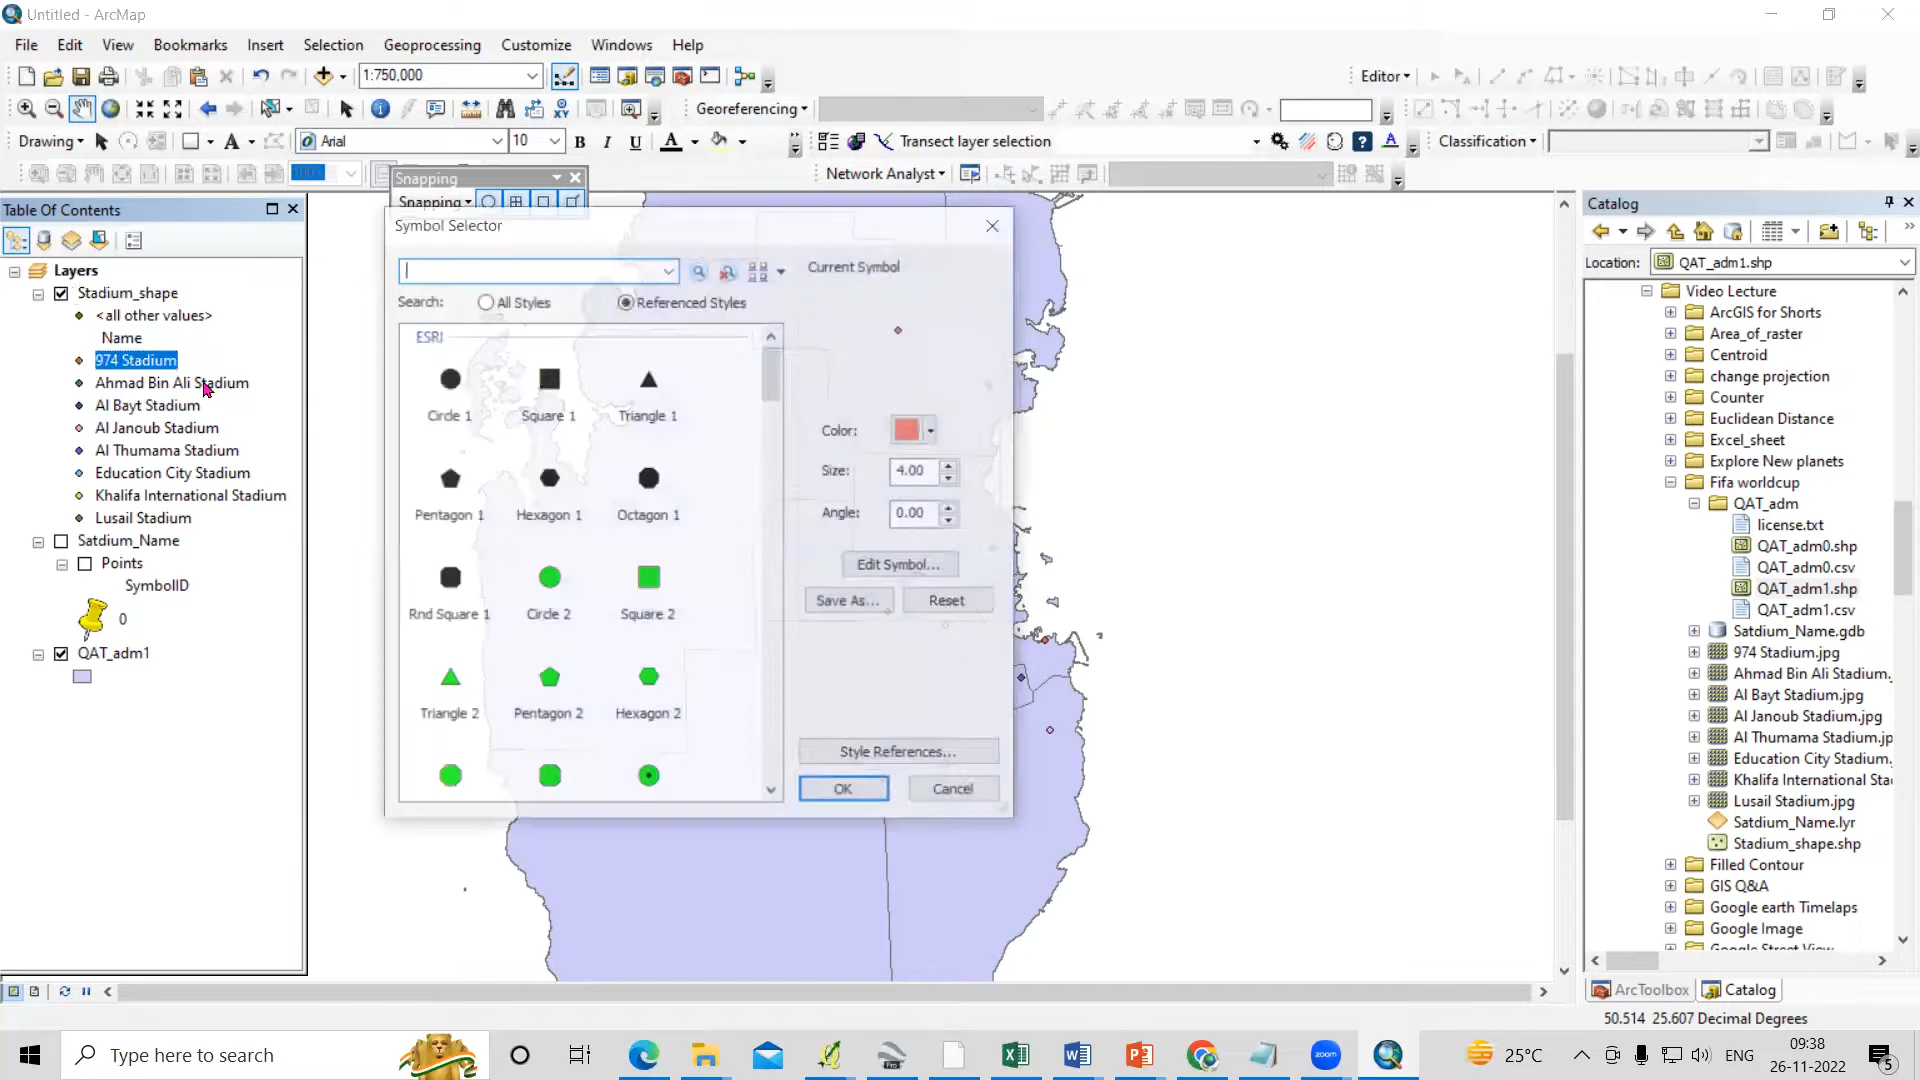 Untitled - ArcMap
File Edit View Bookmarks Insert Selection Geoprocessing Customize Windows Help
1:750,000
Editor
Georeferencing
Drawing
Arial
10
B I U A
Transect layer selection
Classification
100%
Network Analyst
Snapping
Snapping
Table Of Contents
Layers
Stadium_shape
<all other values>
Name
974 Stadium
Ahmad Bin Ali Stadium
Al Bayt Stadium
Al Janoub Stadium
Al Thumama Stadium
Education City Stadium
Khalifa International Stadium
Lusail Stadium
Satdium_Name
Points
SymbolID
0
QAT_adm1
Symbol Selector
Search: All Styles Referenced Styles
ESRI
Circle 1 Square 1 Triangle 1
Pentagon 1 Hexagon 1 Octagon 1
Rnd Square 1 Circle 2 Square 2
Triangle 2 Pentagon 2 Hexagon 2
Current Symbol
Color:
Size: 4.00
Angle: 0.00
Edit Symbol...
Save As... Reset
Style References...
OK Cancel
Catalog
Location: QAT_adm1.shp
Video Lecture
ArcGIS for Shorts
Area_of_raster
Centroid
change projection
Counter
Euclidean Distance
Excel_sheet
Explore New planets
Fifa worldcup
QAT_adm
license.txt
QAT_adm0.shp
QAT_adm0.csv
QAT_adm1.shp
QAT_adm1.csv
Satdium_Name.gdb
974 Stadium.jpg
Ahmad Bin Ali Stadium.
Al Bayt Stadium.jpg
Al Janoub Stadium.jpg
Al Thumama Stadium.jp
Education City Stadium.
Khalifa International Sta
Lusail Stadium.jpg
Satdium_Name.lyr
Stadium_shape.shp
Filled Contour
GIS Q&A
Google earth Timelaps
Google Image
Google Street View
ArcToolbox Catalog
50.514 25.607 Decimal Degrees
Type here to search
Pro
zoom
25°C
ENG
09:38
26-11-2022
5